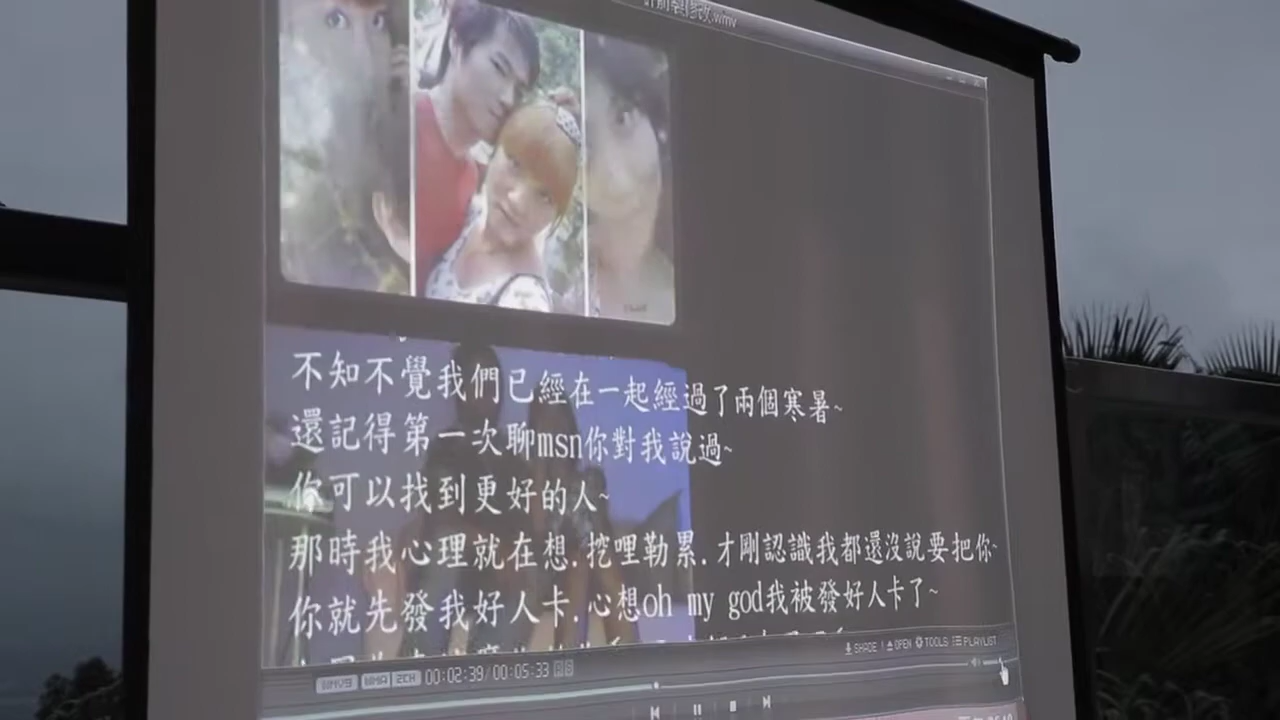 不知不覺我們已經在一起經過了兩個寒暑~
還記得第一次聊msn你對我說過~
你可以找到更好的人~
那時我心理就在想.挖哩勒累.才剛認識我都還沒說要把你~
你就先發我好人卡.心想oh my god我被發好人卡了~
SHADE OPEN TOOLS PLAYLIST
WMV9 WMA 2CH 00:02:39/00:05:33